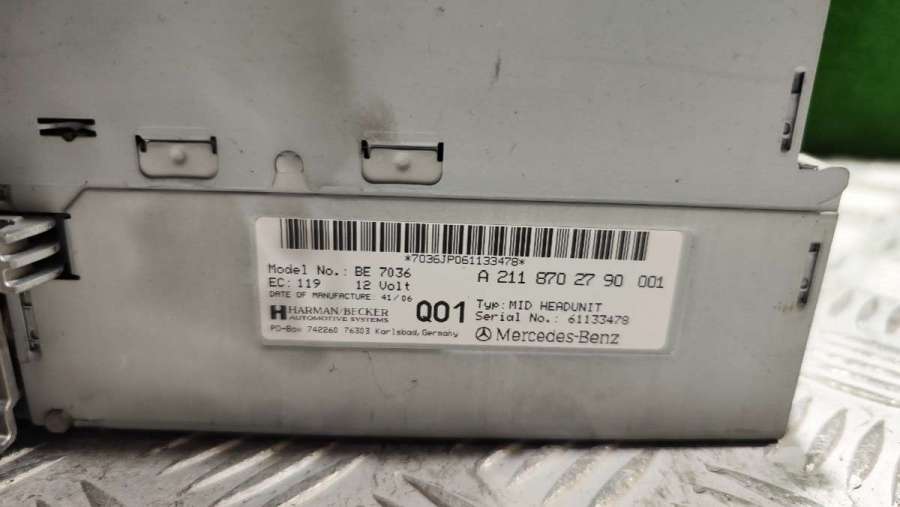 *7036JP061133478*
Model No.: BE 7036
A 211 870 27 90 001
EC: 119 12 Volt
DATE OF MANUFACTURE: 41/06
Q01
Typ: MID HEADUNIT
HARMAN/BECKER
AUTOMOTIVE SYSTEMS
Serial No.: 61133478
PO-Box 742260 76303 Karlsbad, Germany
Mercedes-Benz